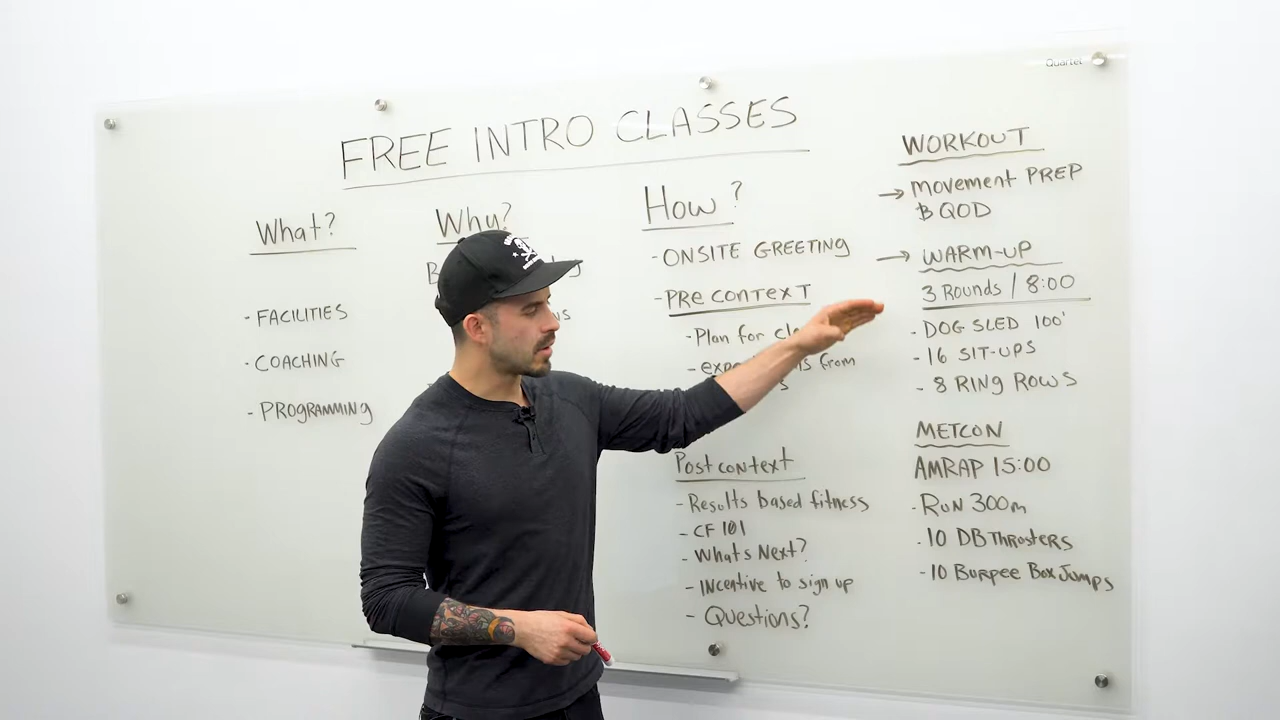 Quartet
FREE INTRO CLASSES
What?
- FACILITIES
- COACHING
- PROGRAMMING
Why?
How?
- ONSITE GREETING
- PRE CONTEXT
- Plan for
- from
Post context
- Results based fitness
- CF 101
- Whats Next?
- Incentive to sign up
- Questions?
WORKOUT
→ Movement PREP
& QOD
→ WARM-UP
3 Rounds / 8:00
- DOG SLED 100'
- 16 SIT-UPS
- 8 RING ROWS
METCON
AMRAP 15:00
- RUN 300m
- 10 DB Thrusters
- 10 Burpee Box Jumps